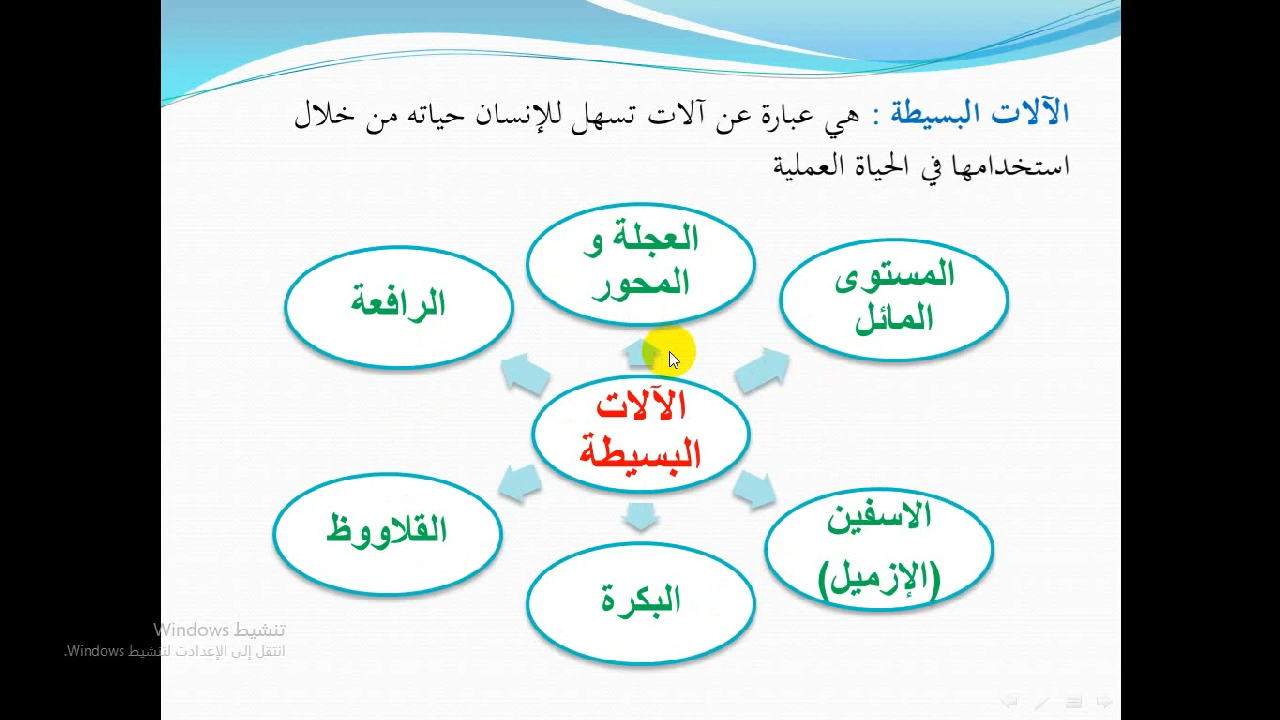 الآلات البسيطة : هي عبارة عن آلات تسهل للإنسان حياته من خلال
استخدامها في الحياة العملية
العجلة و
المحور
المستوى
المائل
الرافعة
الآلات
البسيطة
الاسفين
(الإزميل)
القلاووظ
البكرة
تنشيط Windows
انتقل إلى الإعدادت لتنشيط Windows.